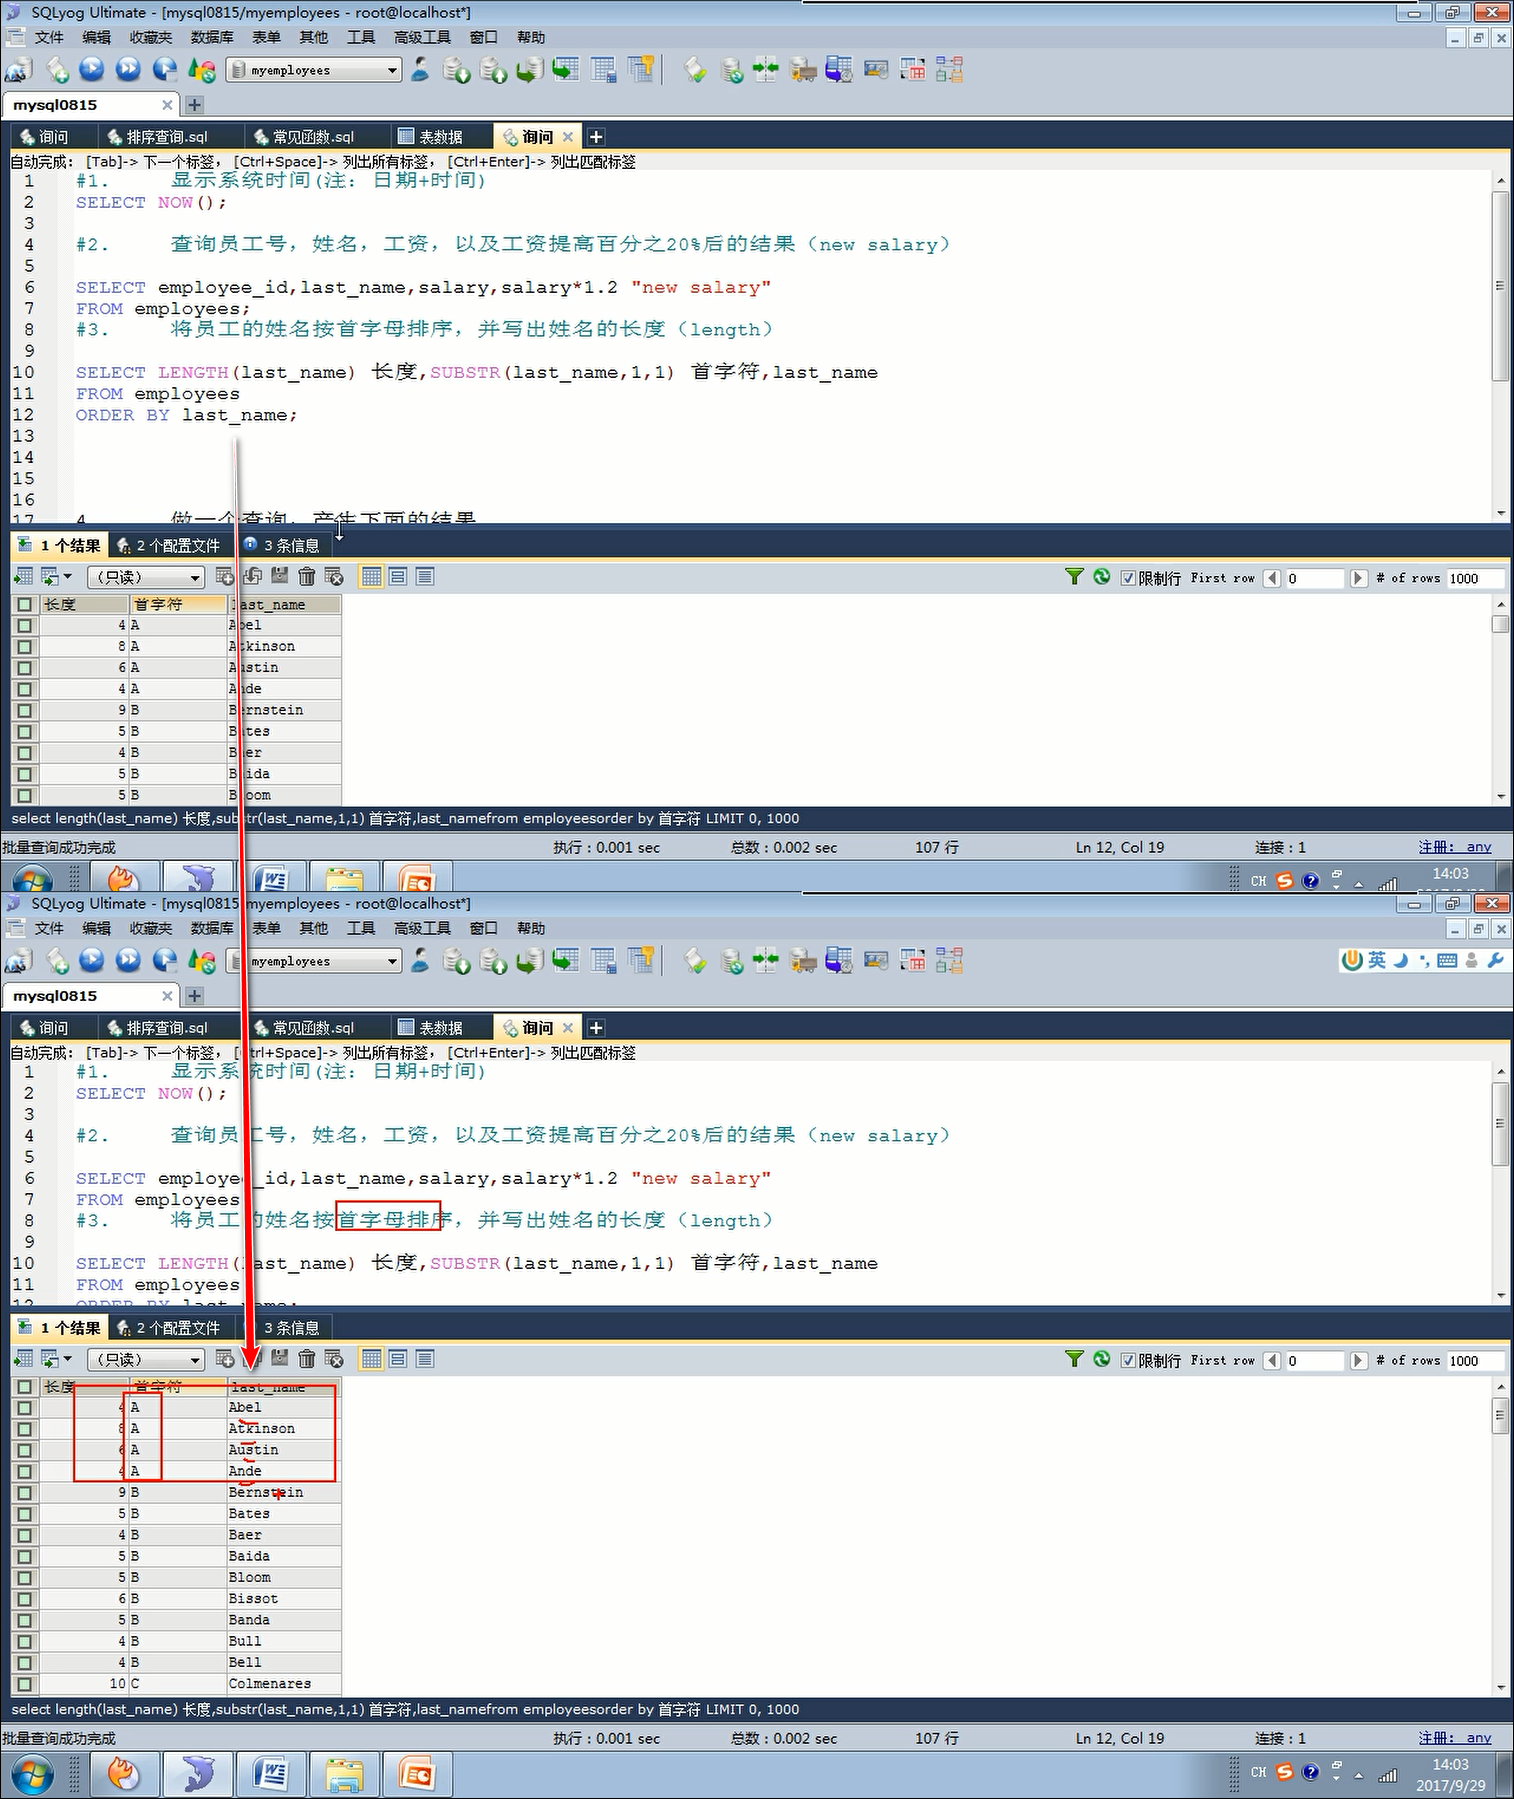 SQLyog Ultimate - [mysql0815/myemployees - root@localhost*]
文件 编辑 收藏夹 数据库 表单 其他 工具 高级工具 窗口 帮助
myemployees
mysql0815
询问 排序查询.sql 常见函数.sql 表数据 询问
自动完成: [Tab]-> 下一个标签, [Ctrl+Space]-> 列出所有标签, [Ctrl+Enter]-> 列出匹配标签
1 #1. 显示系统时间(注: 日期+时间)
2 SELECT NOW();
3
4 #2. 查询员工号, 姓名, 工资, 以及工资提高百分之20%后的结果 (new salary)
5
6 SELECT employee_id,last_name,salary,salary*1.2 "new salary"
7 FROM employees;
8 #3. 将员工的姓名按首字母排序, 并写出姓名的长度 (length)
9
10 SELECT LENGTH(last_name) 长度,SUBSTR(last_name,1,1) 首字符,last_name
11 FROM employees
12 ORDER BY last_name;
13
14
15
16
17 4. 做一个查询, 产生下面的结果
1 个结果 2 个配置文件 3 条信息
(只读) 限制行 First row 0 # of rows 1000
长度 首字符 last_name
4 A Abel
8 A Atkinson
6 A Austin
4 A Ande
9 B Bernstein
5 B Bates
4 B Baer
5 B Baida
5 B Bloom
select length(last_name) 长度,substr(last_name,1,1) 首字符,last_namefrom employeesorder by 首字符 LIMIT 0, 1000
批量查询成功完成 执行 : 0.001 sec 总数 : 0.002 sec 107 行 Ln 12, Col 19 连接 : 1 注册: any
CH 14:03
SQLyog Ultimate - [mysql0815/myemployees - root@localhost*]
文件 编辑 收藏夹 数据库 表单 其他 工具 高级工具 窗口 帮助
myemployees 英
mysql0815
询问 排序查询.sql 常见函数.sql 表数据 询问
自动完成: [Tab]-> 下一个标签, [Ctrl+Space]-> 列出所有标签, [Ctrl+Enter]-> 列出匹配标签
1 #1. 显示系统时间(注: 日期+时间)
2 SELECT NOW();
3
4 #2. 查询员工号, 姓名, 工资, 以及工资提高百分之20%后的结果 (new salary)
5
6 SELECT employee_id,last_name,salary,salary*1.2 "new salary"
7 FROM employees
8 #3. 将员工的姓名按首字母排序, 并写出姓名的长度 (length)
9
10 SELECT LENGTH(last_name) 长度,SUBSTR(last_name,1,1) 首字符,last_name
11 FROM employees
12 ORDER BY last_name;
1 个结果 2 个配置文件 3 条信息
(只读) 限制行 First row 0 # of rows 1000
长度 首字符 last_name
4 A Abel
8 A Atkinson
6 A Austin
4 A Ande
9 B Bernstein
5 B Bates
4 B Baer
5 B Baida
5 B Bloom
6 B Bissot
5 B Banda
4 B Bull
4 B Bell
10 C Colmenares
select length(last_name) 长度,substr(last_name,1,1) 首字符,last_namefrom employeesorder by 首字符 LIMIT 0, 1000
批量查询成功完成 执行 : 0.001 sec 总数 : 0.002 sec 107 行 Ln 12, Col 19 连接 : 1 注册: any
CH 14:03
2017/9/29